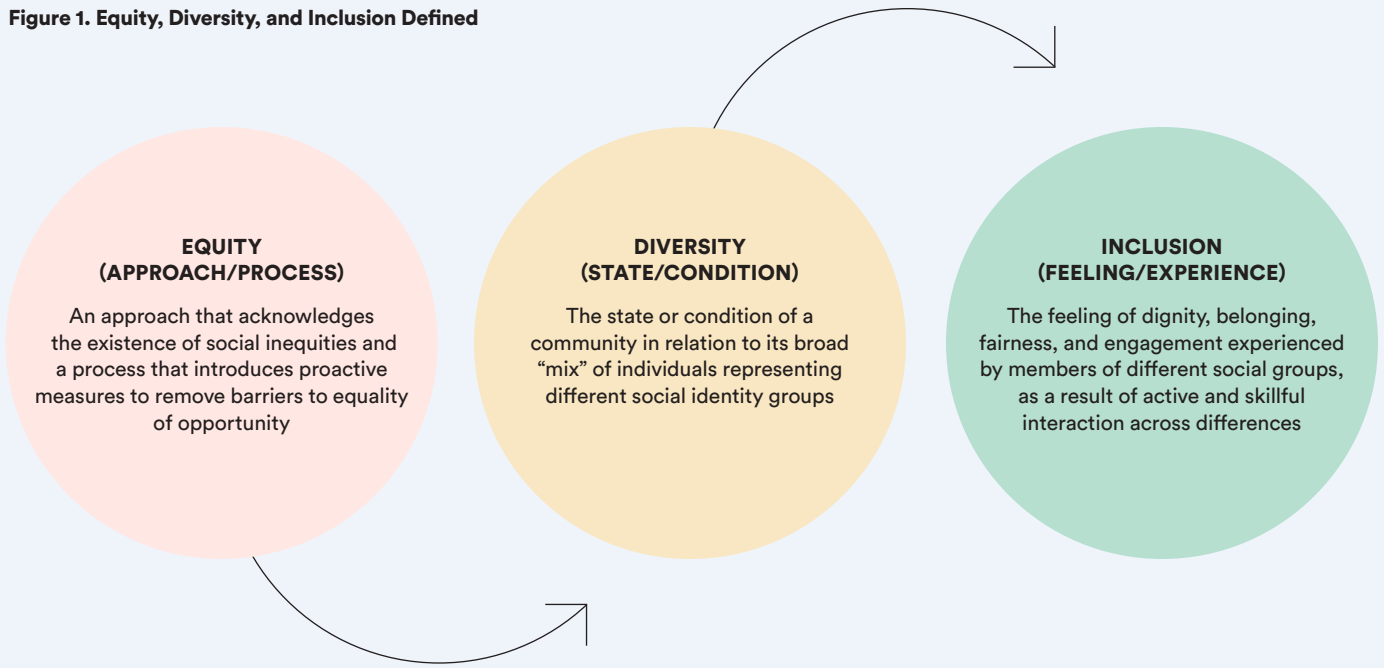 Figure 1. Equity, Diversity, and Inclusion Defined
EQUITY
(APPROACH/PROCESS)
An approach that acknowledges
the existence of social inequities and
a process that introduces proactive
measures to remove barriers to equality
of opportunity
DIVERSITY
(STATE/CONDITION)
The state or condition of a
community in relation to its broad
“mix” of individuals representing
different social identity groups
INCLUSION
(FEELING/EXPERIENCE)
The feeling of dignity, belonging,
fairness, and engagement experienced
by members of different social groups,
as a result of active and skillful
interaction across differences